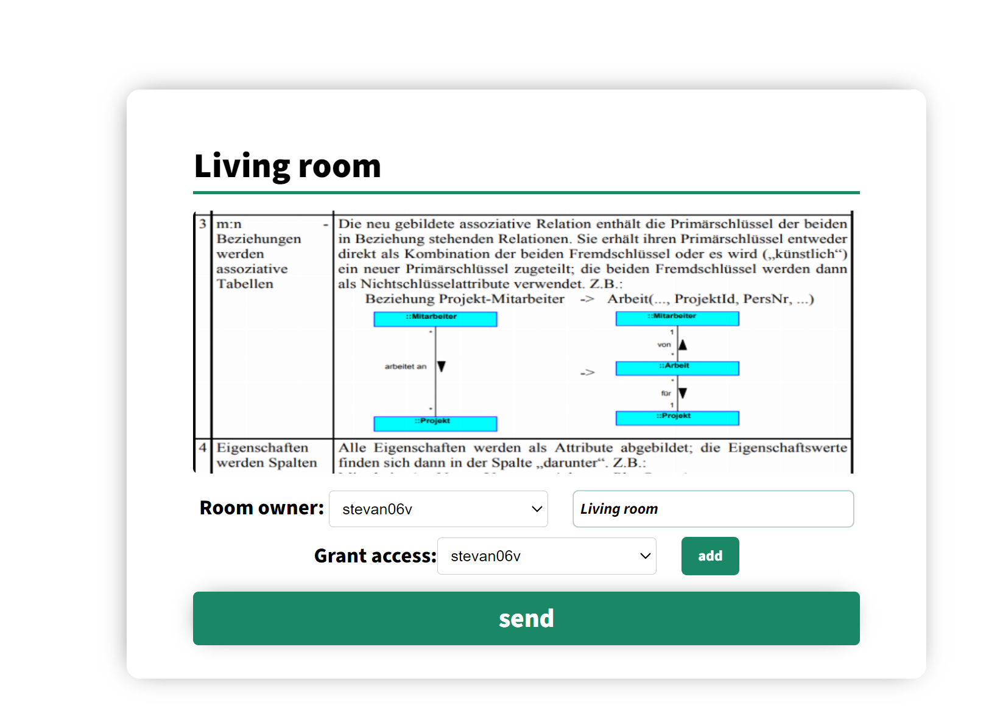 Living room
3 m:n -
Beziehungen
werden
assoziative
Tabellen
Die neu gebildete assoziative Relation enthält die Primärschlüssel der beiden
in Beziehung stehenden Relationen. Sie erhält ihren Primärschlüssel entweder
direkt als Kombination der beiden Fremdschlüssel oder es wird („künstlich“)
ein neuer Primärschlüssel zugeteilt; die beiden Fremdschlüssel werden dann
als Nichtschlüsselattribute verwendet. Z.B.:
Beziehung Projekt-Mitarbeiter -> Arbeit(..., ProjektId, PersNr, ...)
::Mitarbeiter
*
arbeitet an
*
::Projekt
->
::Mitarbeiter
1
von
*
::Arbeit
*
für
1
::Projekt
4 Eigenschaften
werden Spalten
Alle Eigenschaften werden als Attribute abgebildet; die Eigenschaftswerte
finden sich dann in der Spalte „darunter“. Z.B.:
Room owner: stevan06v
Living room
Grant access: stevan06v
add
send